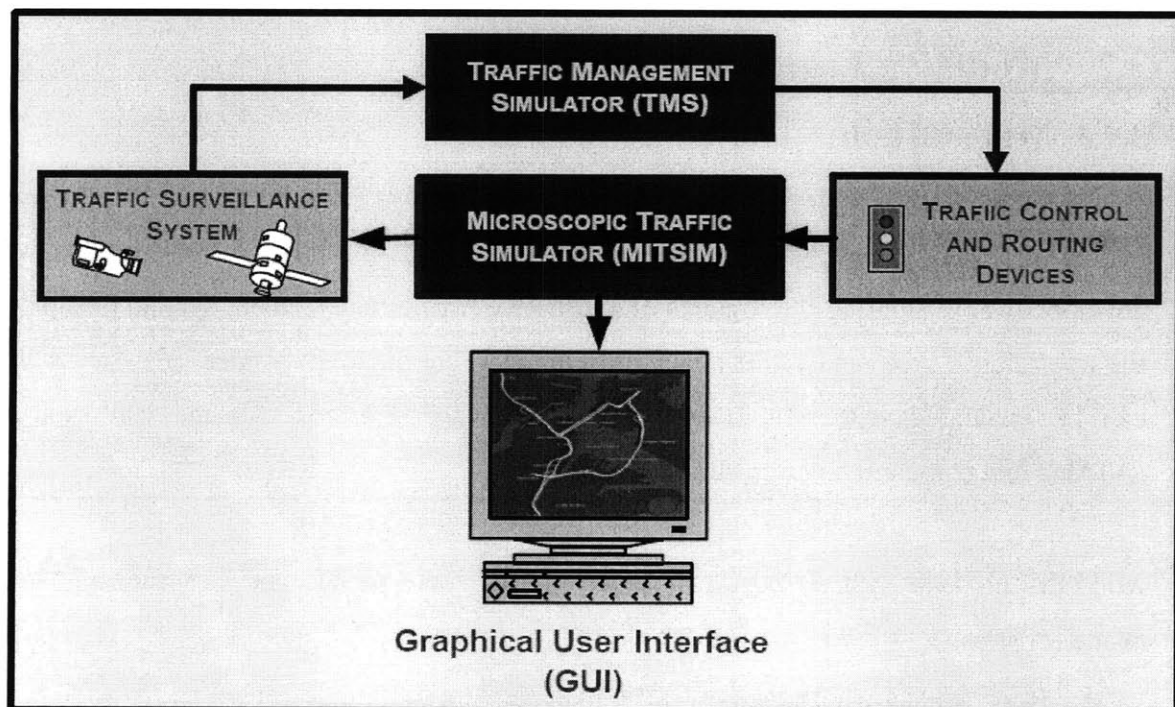 TRAFFIC MANAGEMENT
SIMULATOR (TMS)
TRAFFIC SURVEILLANCE
SYSTEM
MICROSCOPIC TRAFFIC
SIMULATOR (MITSIM)
TRAFIIC CONTROL
AND ROUTING
DEVICES
Graphical User Interface
(GUI)